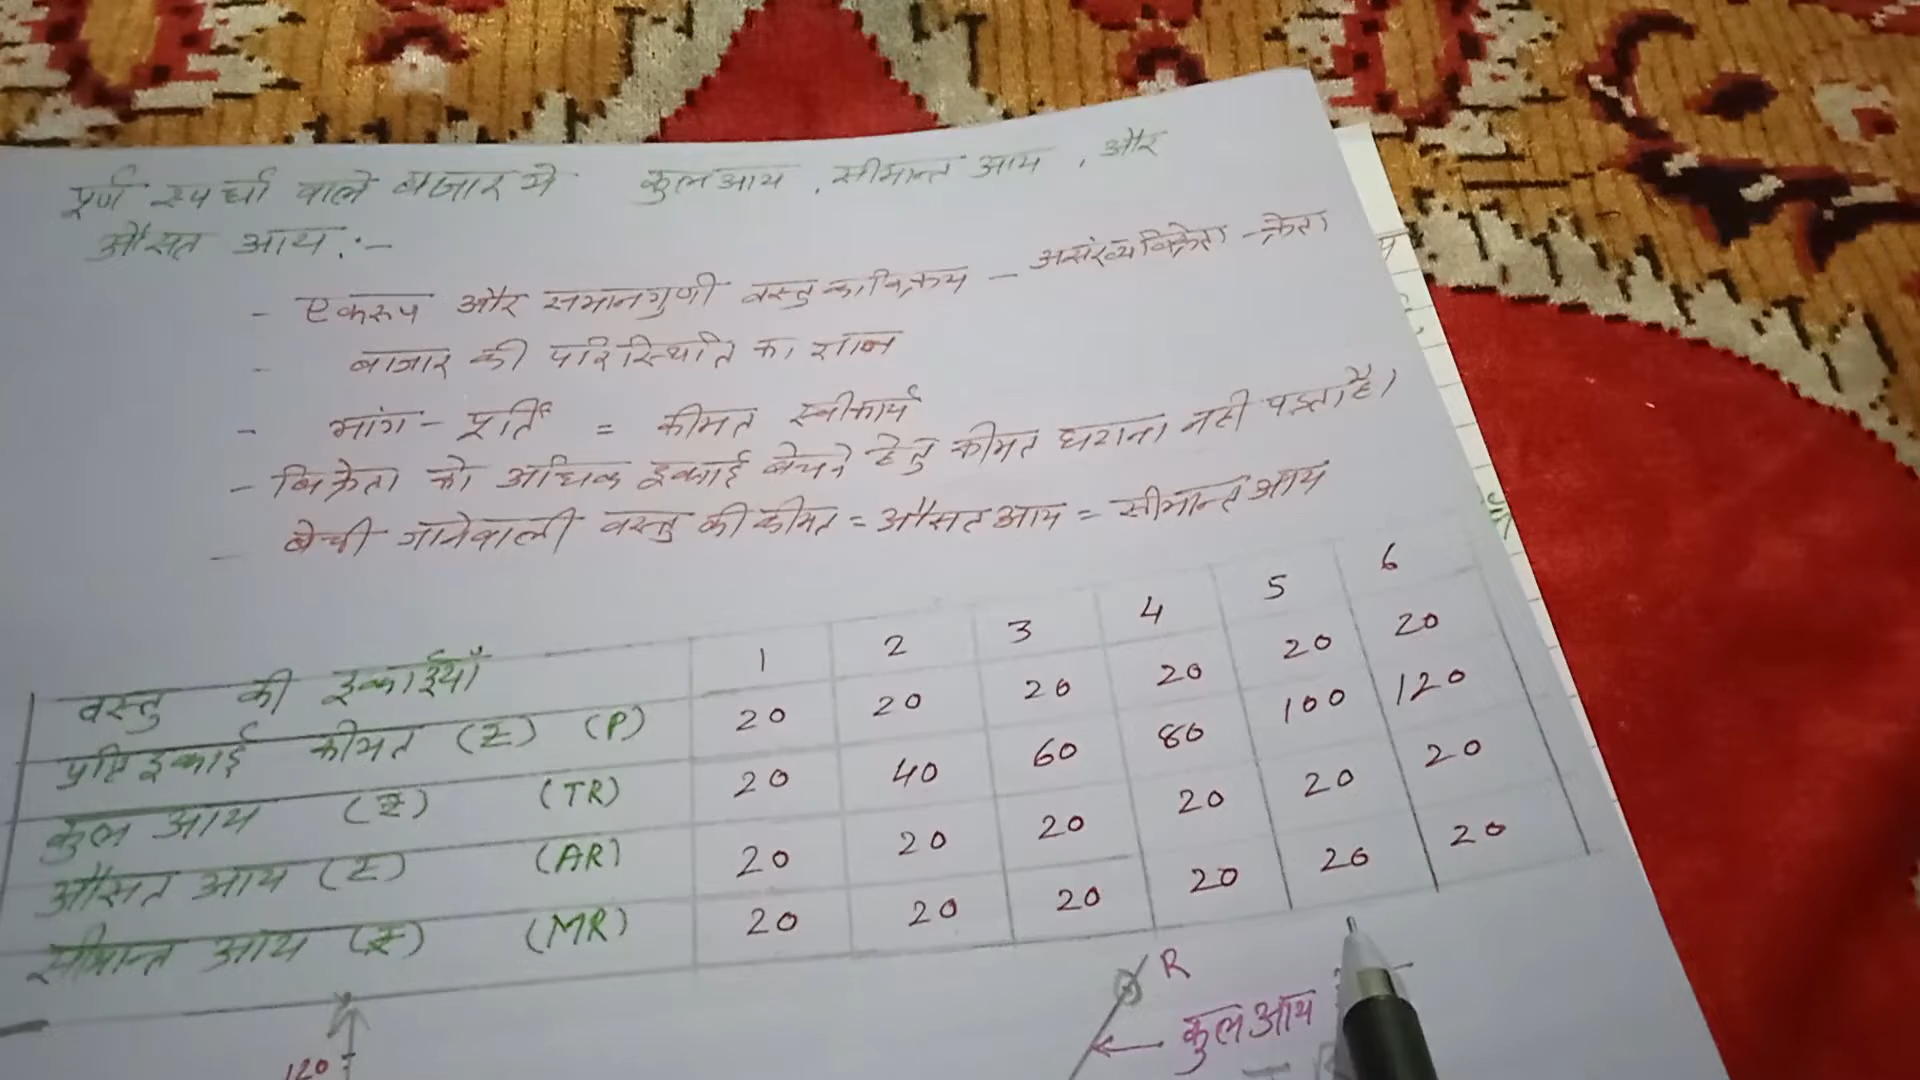 पूर्ण स्पर्धा वाले बाजार मे कुल आय, सीमान्त आय, और
औसत आय :-
- एकरूप और समानगुणी वस्तु का विक्रय - असंख्य विक्रेता - क्रेता
- बाजार की परिस्थिति का ज्ञान
- मांग - पूर्ति = कीमत स्वीकार्य
- विक्रेता को अधिक इकाई बेचने हेतु कीमत घटाना नही पड़ता है।
- बेची जानेवाली वस्तु की कीमत = औसत आय = सीमान्त आय
वस्तु की इकाईयाँ 1 2 3 4 5 6
प्रति इकाई कीमत (₹) (P) 20 20 20 20 20 20
कुल आय (₹) (TR) 20 40 60 80 100 120
औसत आय (₹) (AR) 20 20 20 20 20 20
सीमान्त आय (₹) (MR) 20 20 20 20 20 20
R
कुल आय
120